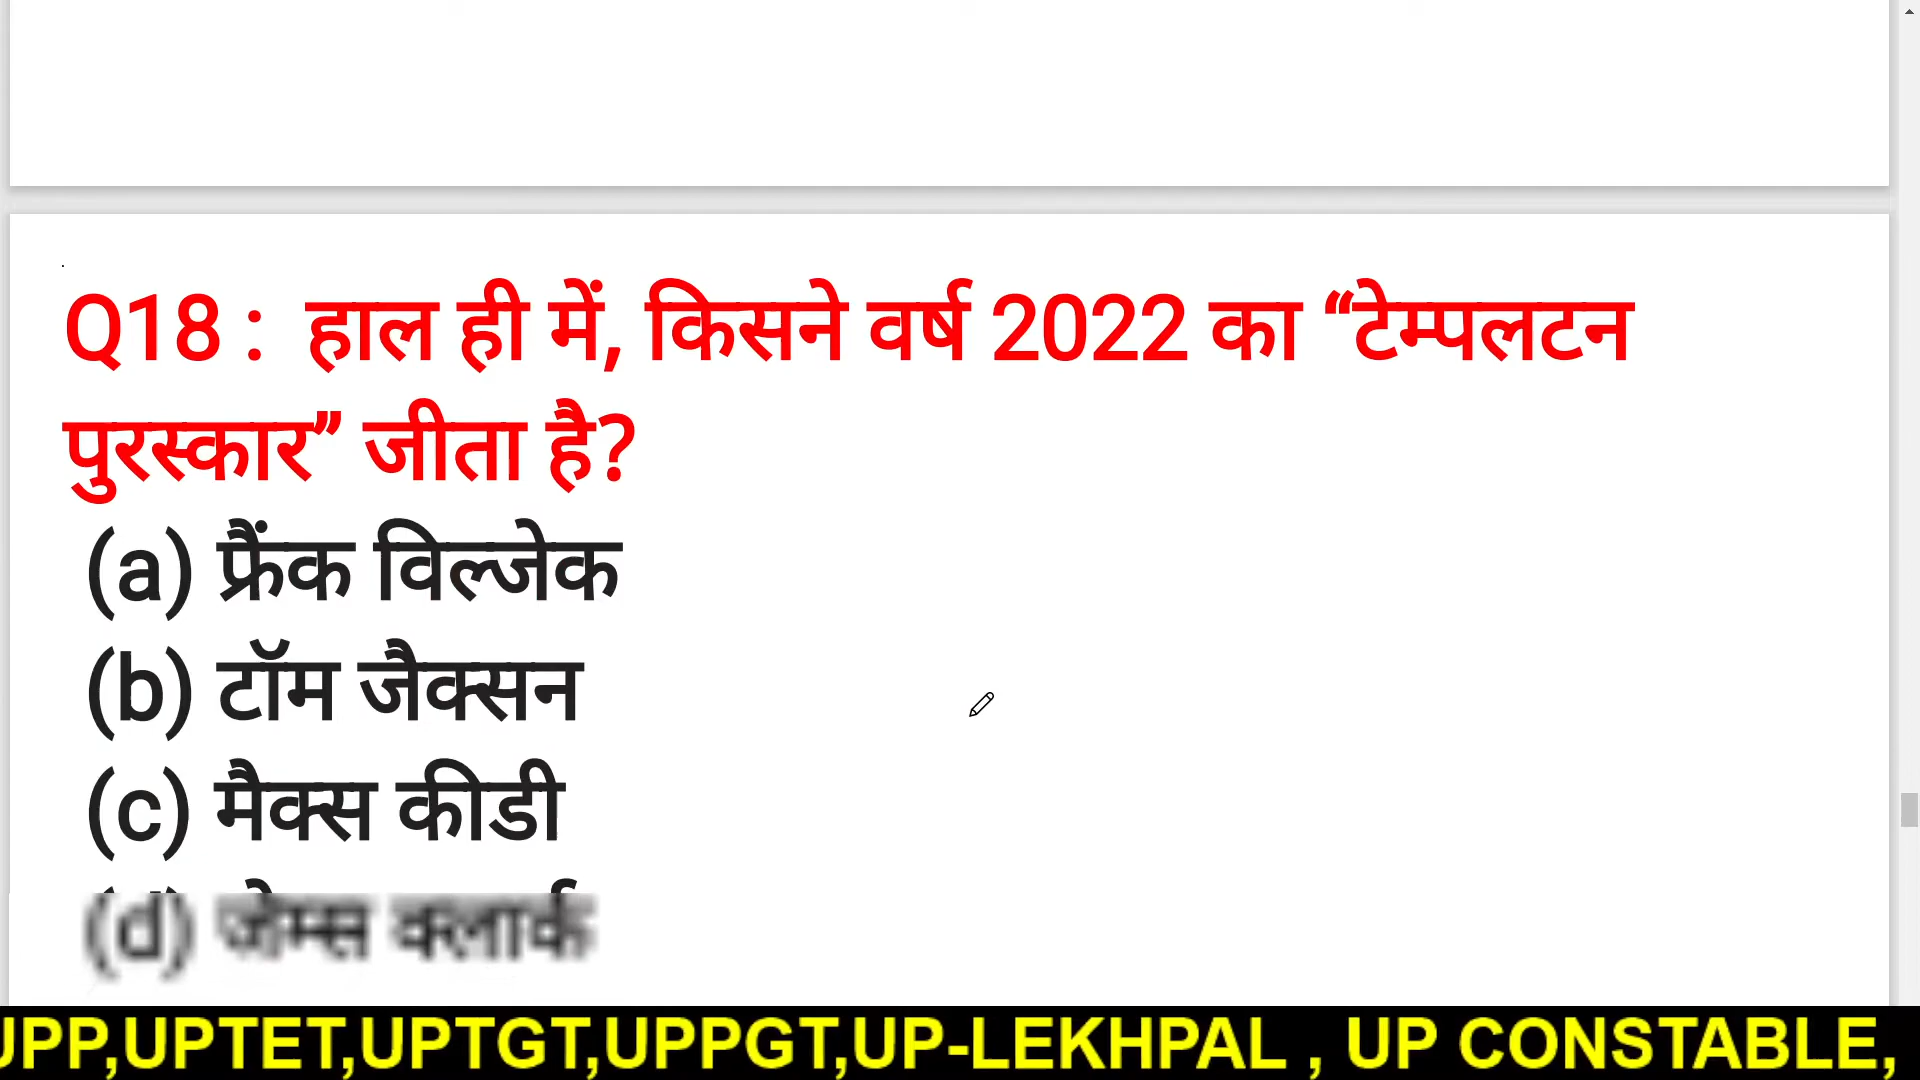 Q18 : हाल ही में, किसने वर्ष 2022 का “टेम्पलटन
पुरस्कार” जीता है?
(a) फ्रैंक विल्जेक
(b) टॉम जैक्सन
(c) मैक्स कीडी
(d) जेम्स क्लार्क
UPP,UPTET,UPTGT,UPPGT,UP-LEKHPAL , UP CONSTABLE,